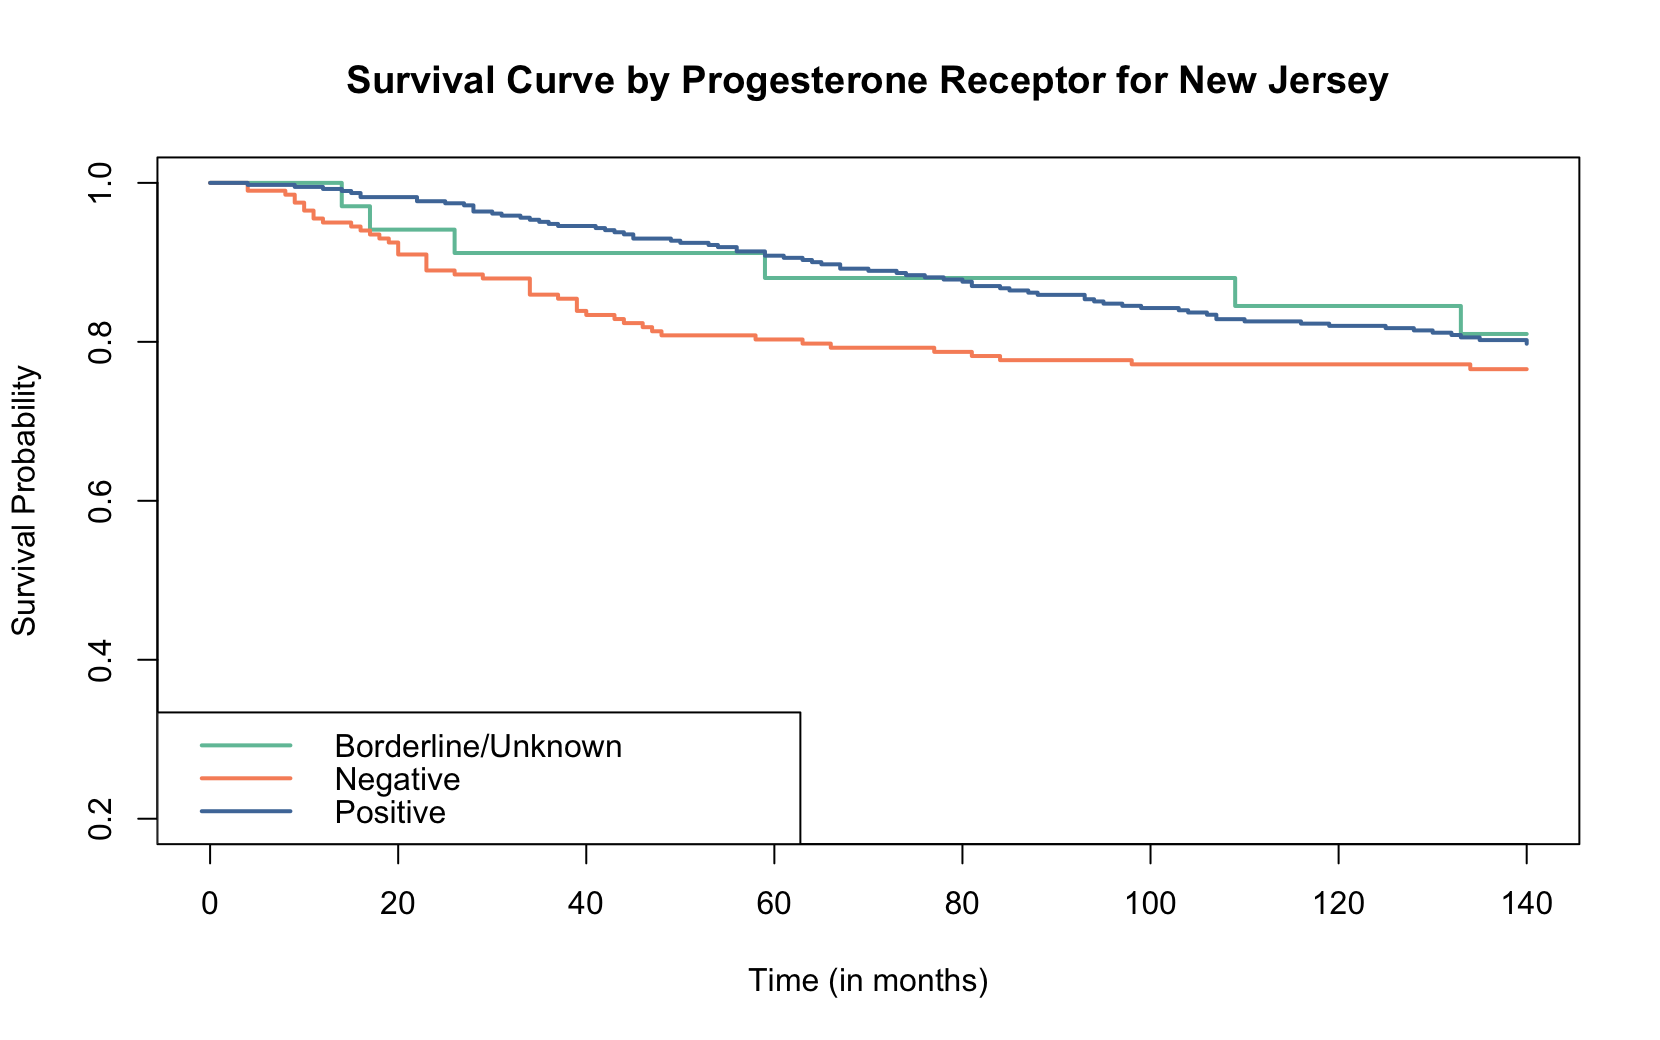 Survival Curve by Progesterone Receptor for New Jersey
Survival Probability
1.0
0.8
0.6
0.4
0.2
Borderline/Unknown
Negative
Positive
0 20 40 60 80 100 120 140
Time (in months)